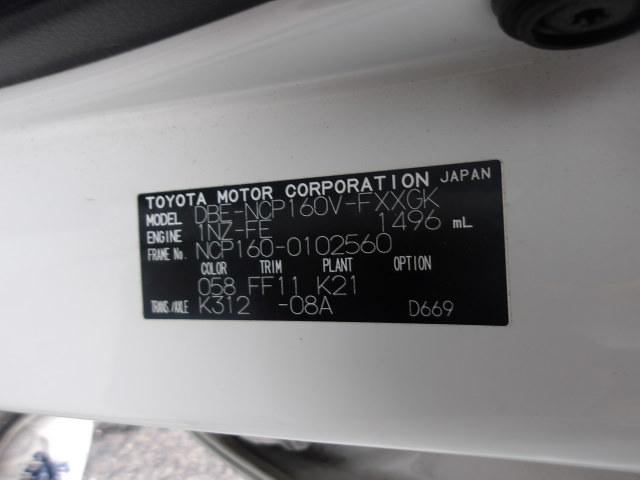 TOYOTA MOTOR CORPORATION JAPAN
MODEL DBE-NCP160V-FXXGK
ENGINE 1NZ-FE 1496 mL
FRAME No. NCP160-0102560
COLOR TRIM PLANT OPTION
058 FF11 K21
TRANS/AXLE K312 -08A D669